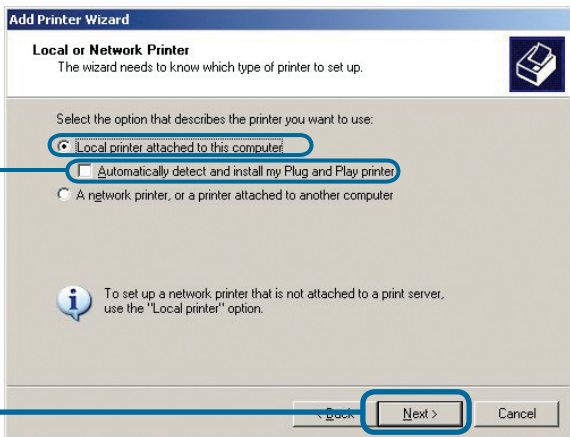 Add Printer Wizard
Local or Network Printer
The wizard needs to know which type of printer to set up.
Select the option that describes the printer you want to use:
Local printer attached to this computer
Automatically detect and install my Plug and Play printer
A network printer, or a printer attached to another computer
To set up a network printer that is not attached to a print server,
use the "Local printer" option.
< Back Next > Cancel